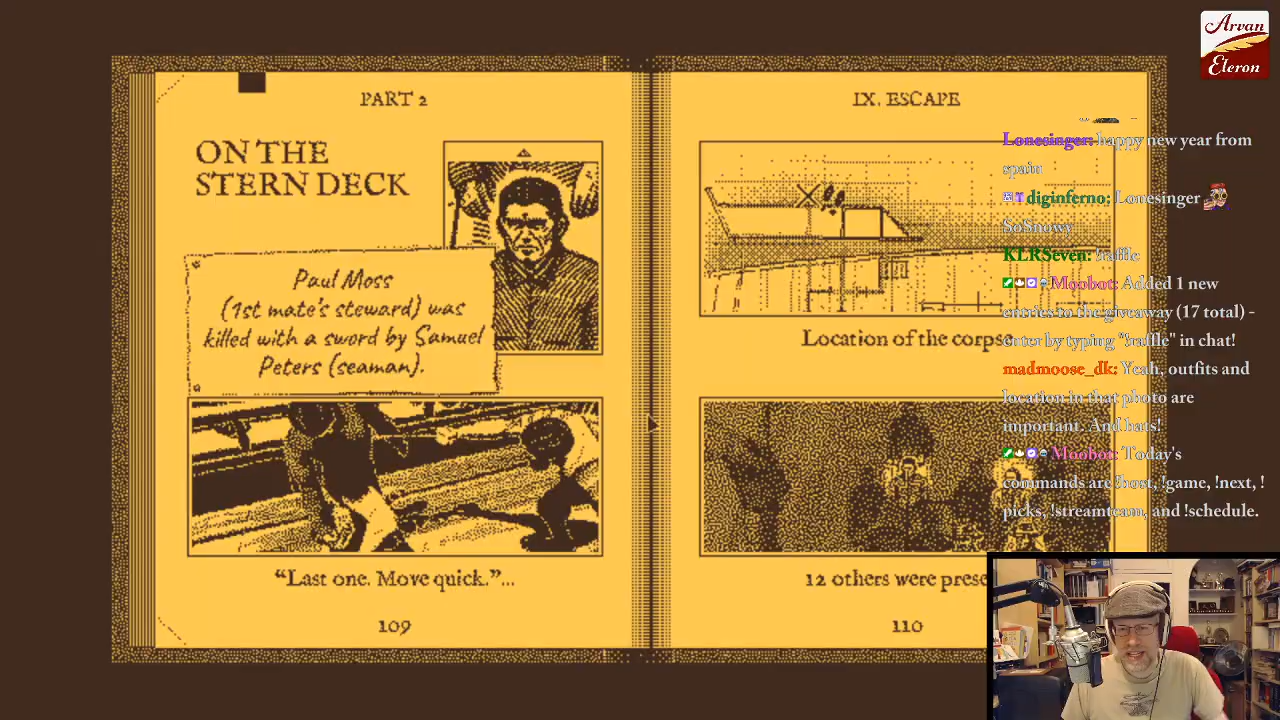 Arvan
Eleron
PART 2
ON THE
STERN DECK
Paul Moss
(1st mate's steward) was
killed with a sword by Samuel
Peters (seaman).
"Last one. Move quick."...
109
IX. ESCAPE
Location of the corpse
12 others were prese
110
Lonesinger: happy new year from
spain
diginferno: Lonesinger
SoSnowy
KLRSeven: !raffle
Moobot: Added 1 new
entries to the giveaway (17 total) -
enter by typing "!raffle" in chat!
madmoose_dk: Yeah, outfits and
location in that photo are
important. And hats!
Moobot: Today's
commands are !host, !game, !next, !
picks, !streamteam, and !schedule.